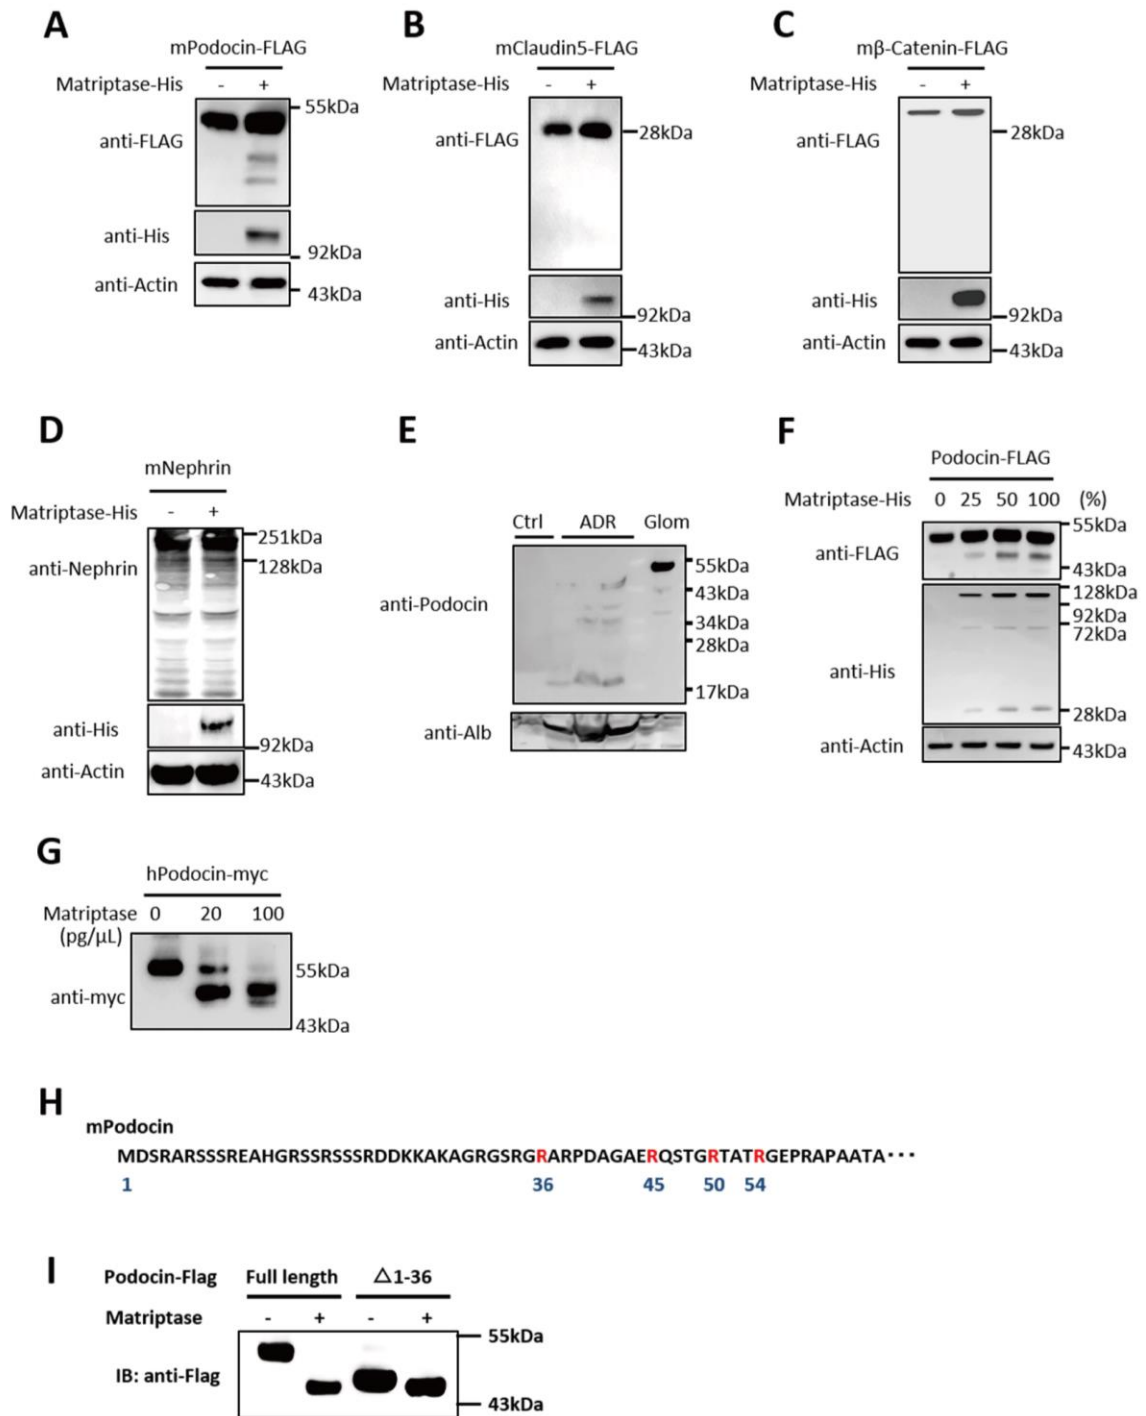 A
mPodocin-FLAG
Matriptase-His - +
anti-FLAG
55kDa
anti-His
92kDa
anti-Actin
43kDa
B
mClaudin5-FLAG
Matriptase-His - +
anti-FLAG
28kDa
anti-His
92kDa
anti-Actin
43kDa
C
mβ-Catenin-FLAG
Matriptase-His - +
anti-FLAG
28kDa
anti-His
92kDa
anti-Actin
43kDa
D
mNephrin
Matriptase-His - +
251kDa
anti-Nephrin
128kDa
anti-His
92kDa
anti-Actin
43kDa
E
Ctrl ADR Glom
55kDa
43kDa
anti-Podocin
34kDa
28kDa
17kDa
anti-Alb
F
Podocin-FLAG
Matriptase-His 0 25 50 100 (%)
55kDa
anti-FLAG
43kDa
128kDa
92kDa
72kDa
anti-His
28kDa
anti-Actin
43kDa
G
hPodocin-myc
Matriptase 0 20 100
(pg/μL)
55kDa
anti-myc
43kDa
H
mPodocin
MDSRARSSSREAHGRSSRSSSRDDKKAKAGRGSRGRARPDAGAERQSTGRTATRGEPRAPAATA···
1 36 45 50 54
I
Podocin-Flag Full length △1-36
Matriptase - + - +
55kDa
IB: anti-Flag
43kDa